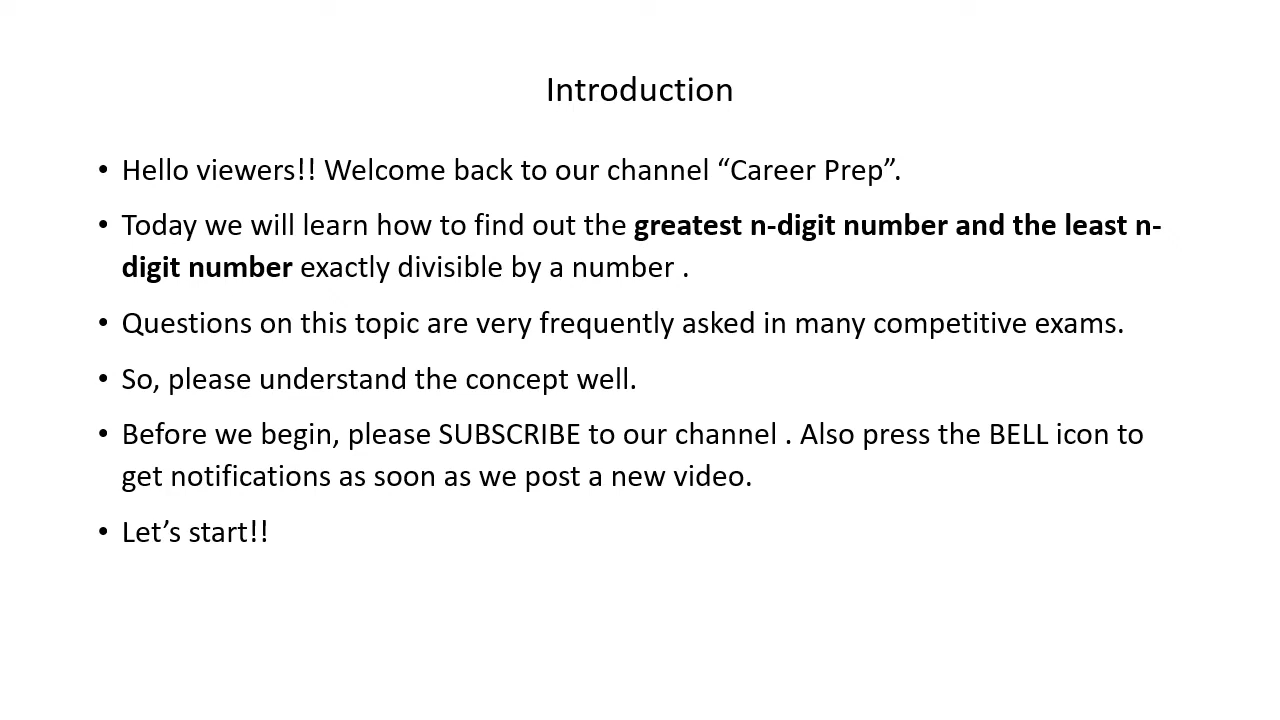 Introduction
• Hello viewers!! Welcome back to our channel “Career Prep”.
• Today we will learn how to find out the greatest n-digit number and the least n-
digit number exactly divisible by a number .
• Questions on this topic are very frequently asked in many competitive exams.
• So, please understand the concept well.
• Before we begin, please SUBSCRIBE to our channel . Also press the BELL icon to
get notifications as soon as we post a new video.
• Let’s start!!